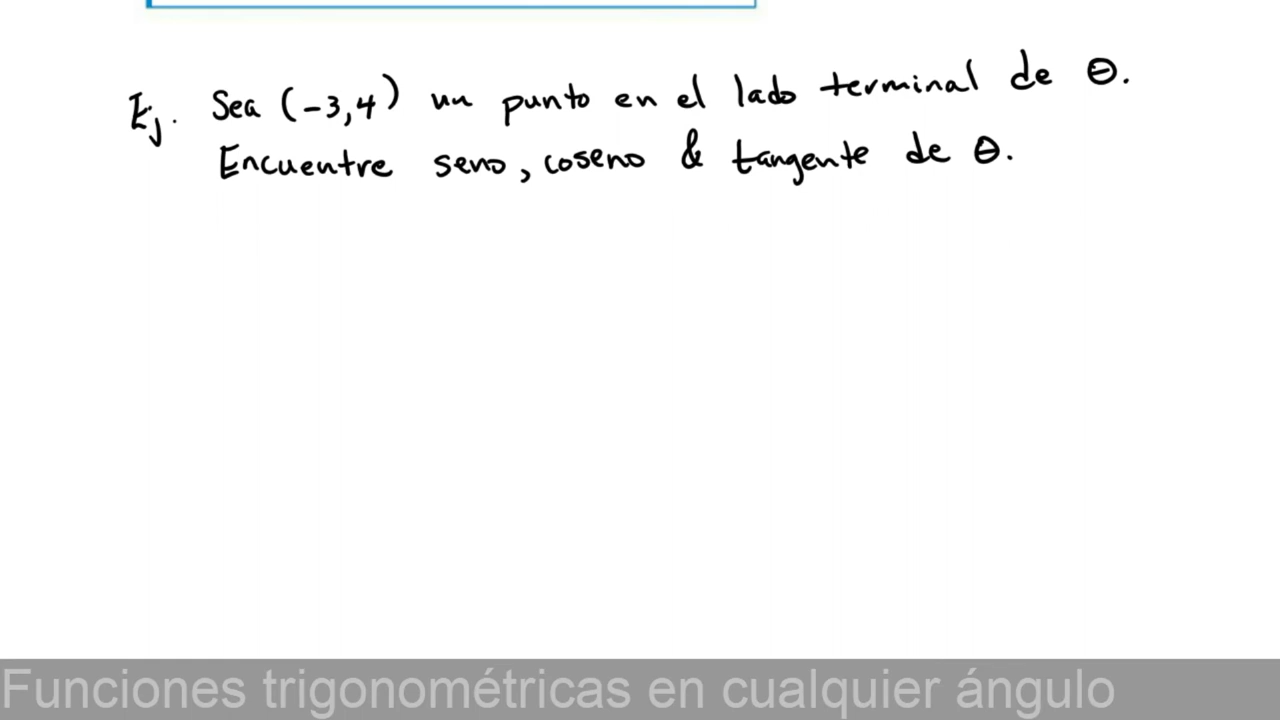 Ej. Sea (-3,4) un punto en el lado terminal de θ.
Encuentre seno, coseno & tangente de θ.
Funciones trigonométricas en cualquier ángulo